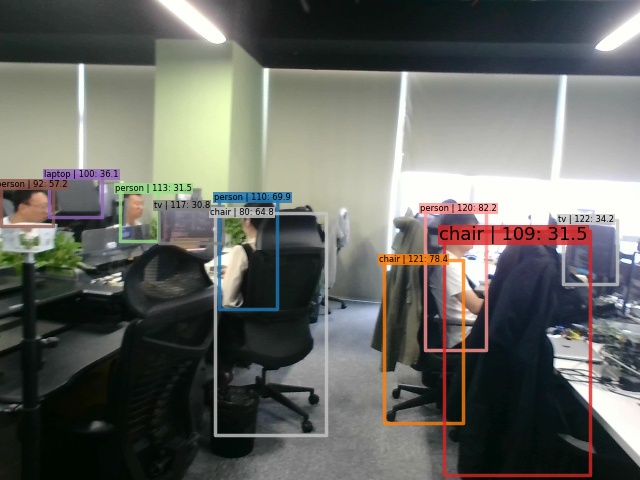 laptop | 100: 36.1
person | 92: 57.2
person | 113: 31.5
person | 110: 69.9
tv | 117: 30.8
chair | 80: 64.8
person | 120: 82.2
tv | 122: 34.2
chair | 109: 31.5
chair | 121: 78.4